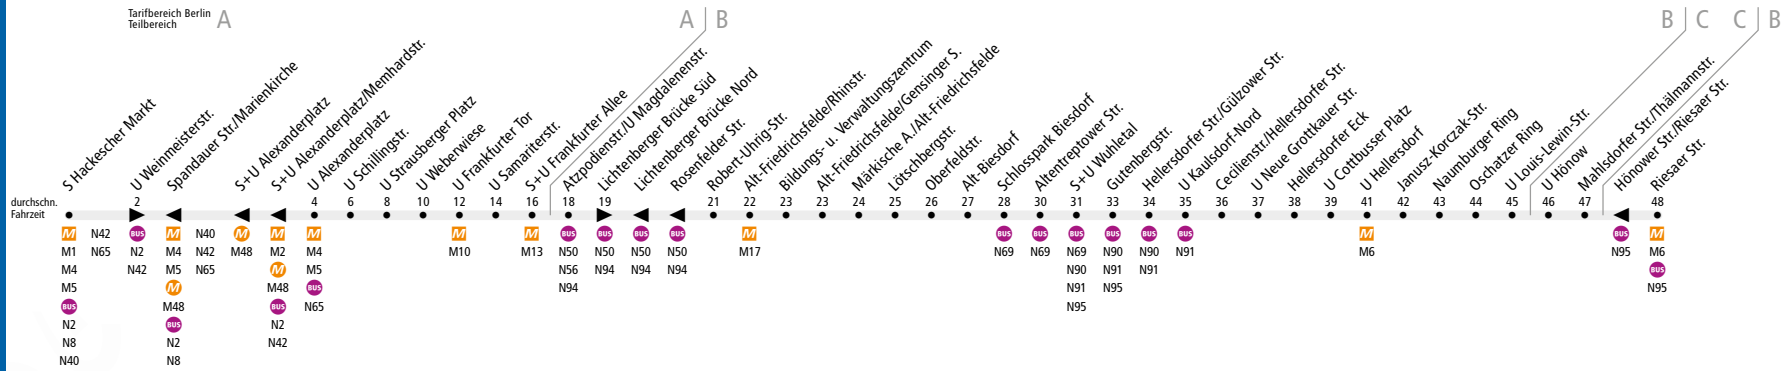 Tarifbereich Berlin
Teilbereich
A
A
B
B
C
C
B
S Hackescher Markt
U Weinmeisterstr.
Spandauer Str./Marienkirche
S+U Alexanderplatz
S+U Alexanderplatz/Memhardstr.
U Alexanderplatz
U Schillingstr.
U Strausberger Platz
U Weberwiese
U Frankfurter Tor
U Samariterstr.
S+U Frankfurter Allee
Atzpodienstr./U Magdalenenstr.
Lichtenberger Brücke Süd
Lichtenberger Brücke Nord
Rosenfelder Str.
Robert-Uhrig-Str.
Alt-Friedrichsfelde/Rhinstr.
Bildungs- u. Verwaltungszentrum
Alt-Friedrichsfelde/Gensinger S.
Märkische A./Alt-Friedrichsfelde
Lötschbergstr.
Oberfeldstr.
Alt-Biesdorf
Schlosspark Biesdorf
Altentreptower Str.
S+U Wuhletal
Gutenbergstr.
Hellersdorfer Str./Gülzower Str.
U Kaulsdorf-Nord
Cecilienstr./Hellersdorfer Str.
U Neue Grottkauer Str.
Hellersdorfer Eck
U Cottbusser Platz
U Hellersdorf
Janusz-Korczak-Str.
Naumburger Ring
Oschatzer Ring
U Louis-Lewin-Str.
U Hönow
Mahlsdorfer Str./Thälmannstr.
Hönower Str./Riesaer Str.
Riesaer Str.
durchschn.
Fahrzeit
2 4 6 8 10 12 14 16 18 19 21 22 23 23 24 25 26 27 28 30 31 33 34 35 36 37 38 39 41 42 43 44 45 46 47 48
M
M1
M4
M5
BUS
N2
N8
N40
N42
N65
BUS
N2
N42
M
M4
M5
M
M48
BUS
N2
N8
N40
N42
N65
M
M48
M
M2
M
M48
BUS
N2
N42
M
M4
M5
BUS
N65
M
M10
M
M13
BUS
N50
N56
N94
BUS
N50
N94
BUS
N50
N94
BUS
N50
N94
M
M17
BUS
N69
BUS
N69
BUS
N69
N90
N91
N95
BUS
N90
N91
N95
BUS
N90
N91
BUS
N91
M
M6
BUS
N95
M
M6
BUS
N95